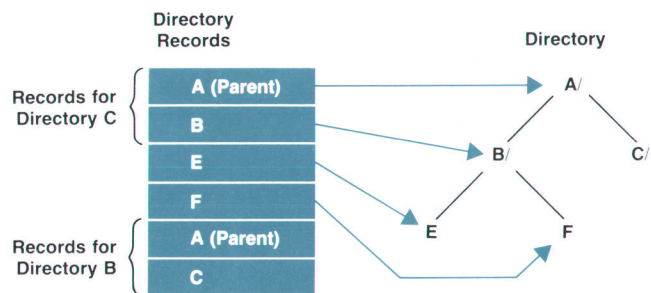 Directory
Records
Directory
Records for
Directory C
A (Parent)
B
E
F
A (Parent)
C
Records for
Directory B
A/
B/
C/
E
F